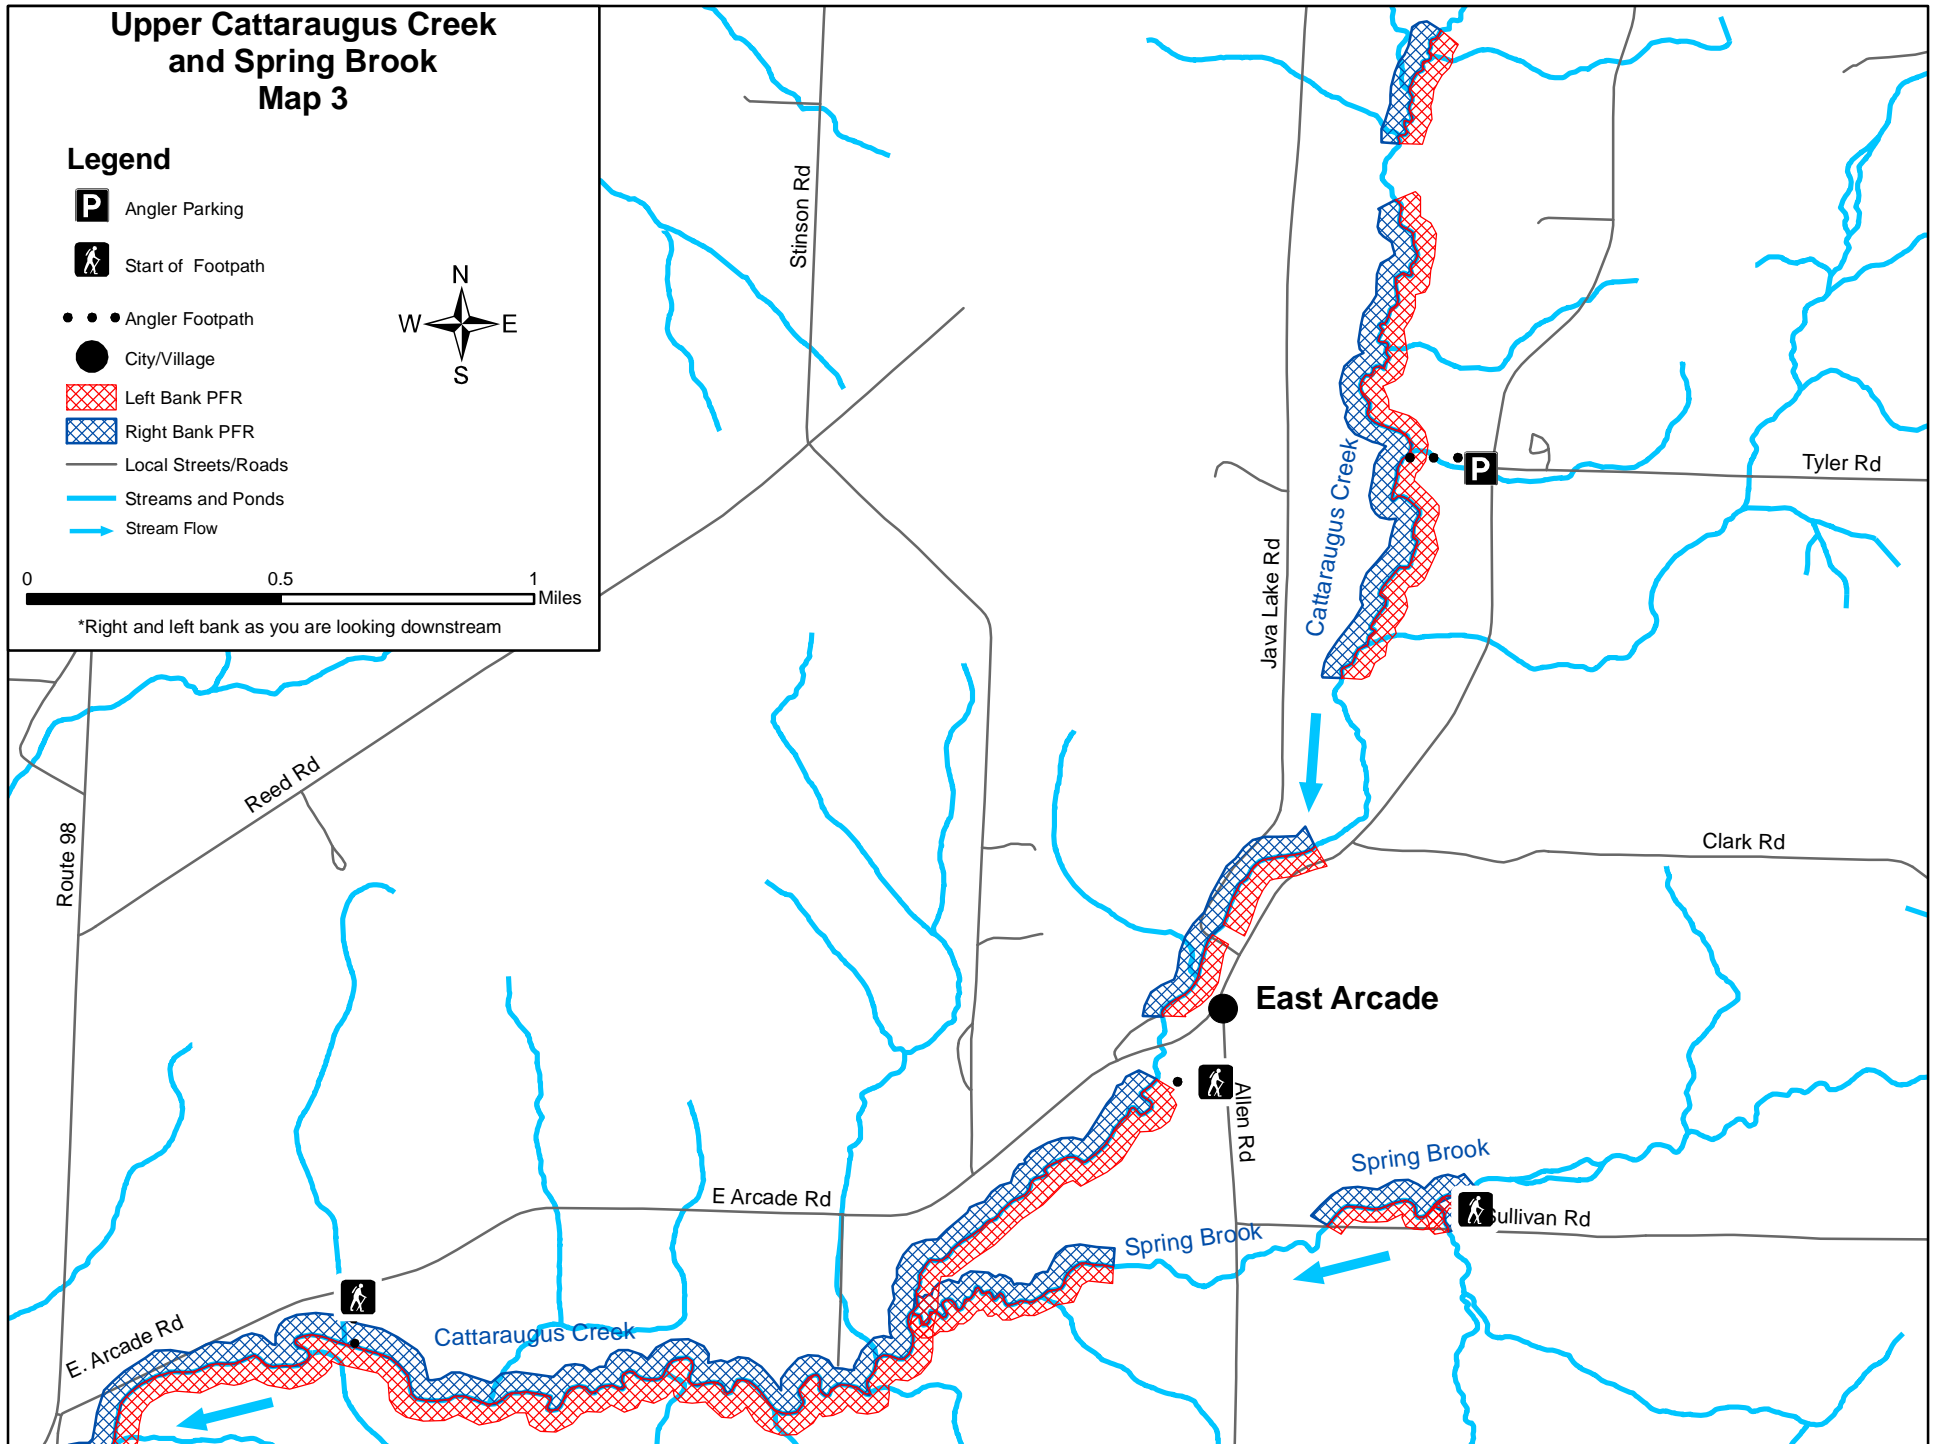 Upper Cattaraugus Creek
and Spring Brook
Map 3
Legend
P
Angler Parking
Start of Footpath
Angler Footpath
City/Village
Left Bank PFR
Right Bank PFR
Local Streets/Roads
Streams and Ponds
Stream Flow
N
W
E
S
0
0.5
1
Miles
*Right and left bank as you are looking downstream
Stinson Rd
Cattaraugus Creek
P
Tyler Rd
Java Lake Rd
Reed Rd
Route 98
Clark Rd
East Arcade
Allen Rd
Spring Brook
E Arcade Rd
Sullivan Rd
Spring Brook
Cattaraugus Creek
E. Arcade Rd